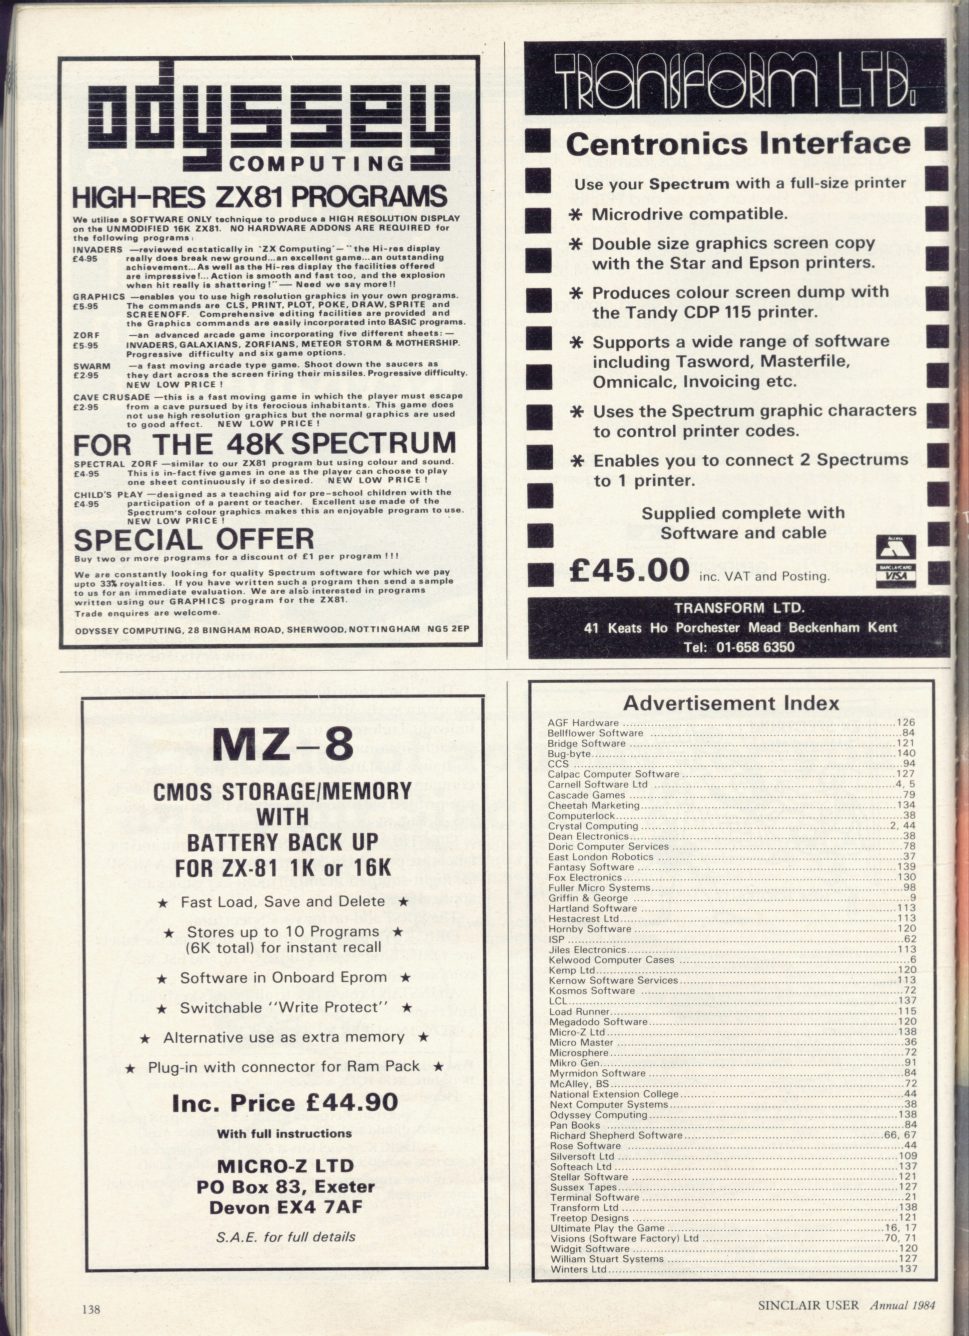 odyssey
COMPUTING
HIGH-RES ZX81 PROGRAMS
We utilise a SOFTWARE ONLY technique to produce a HIGH RESOLUTION DISPLAY
on the UNMODIFIED 16K ZX81. NO HARDWARE ADDONS ARE REQUIRED for
the following programs:
INVADERS —reviewed ecstatically in 'ZX Computing'— "the Hi-res display
£4·95 really does break new ground...an excellent game...an outstanding
achievement...As well as the Hi-res display the facilities offered
are impressive!... Action is smooth and fast too, and the explosion
when hit really is shattering!"— Need we say more!!
GRAPHICS —enables you to use high resolution graphics in your own programs.
£5·95 The commands are CLS, PRINT, PLOT, POKE, DRAW, SPRITE and
SCREENOFF. Comprehensive editing facilities are provided and
the Graphics commands are easily incorporated into BASIC programs.
ZORF —an advanced arcade game incorporating five different sheets:—
£5·95 INVADERS, GALAXIANS, ZORFIANS, METEOR STORM & MOTHERSHIP.
Progressive difficulty and six game options.
SWARM —a fast moving arcade type game. Shoot down the saucers as
£2·95 they dart across the screen firing their missiles. Progressive difficulty.
NEW LOW PRICE!
CAVE CRUSADE —this is a fast moving game in which the player must escape
£2·95 from a cave pursued by its ferocious inhabitants. This game does
not use high resolution graphics but the normal graphics are used
to good affect. NEW LOW PRICE!
FOR THE 48K SPECTRUM
SPECTRAL ZORF —similar to our ZX81 program but using colour and sound.
£4·95 This is in-fact five games in one as the player can choose to play
one sheet continuously if so desired. NEW LOW PRICE!
CHILD'S PLAY —designed as a teaching aid for pre-school children with the
£4·95 participation of a parent or teacher. Excellent use made of the
Spectrum's colour graphics makes this an enjoyable program to use.
NEW LOW PRICE!
SPECIAL OFFER
Buy two or more programs for a discount of £1 per program !!!
We are constantly looking for quality Spectrum software for which we pay
upto 33% royalties. If you have written such a program then send a sample
to us for an immediate evaluation. We are also interested in programs
written using our GRAPHICS program for the ZX81.
Trade enquires are welcome.
ODYSSEY COMPUTING, 28 BINGHAM ROAD, SHERWOOD, NOTTINGHAM NG5 2EP
TRANSFORM LTD.
Centronics Interface
Use your Spectrum with a full-size printer
* Microdrive compatible.
* Double size graphics screen copy
with the Star and Epson printers.
* Produces colour screen dump with
the Tandy CDP 115 printer.
* Supports a wide range of software
including Tasword, Masterfile,
Omnicalc, Invoicing etc.
* Uses the Spectrum graphic characters
to control printer codes.
* Enables you to connect 2 Spectrums
to 1 printer.
Supplied complete with
Software and cable
£45.00 inc. VAT and Posting.
BARCLAYCARD
VISA
TRANSFORM LTD.
41 Keats Ho Porchester Mead Beckenham Kent
Tel: 01-658 6350
MZ–8
CMOS STORAGE/MEMORY
WITH
BATTERY BACK UP
FOR ZX-81 1K or 16K
★ Fast Load, Save and Delete ★
★ Stores up to 10 Programs ★
(6K total) for instant recall
★ Software in Onboard Eprom ★
★ Switchable "Write Protect" ★
★ Alternative use as extra memory ★
★ Plug-in with connector for Ram Pack ★
Inc. Price £44.90
With full instructions
MICRO-Z LTD
PO Box 83, Exeter
Devon EX4 7AF
S.A.E. for full details
Advertisement Index
AGF Hardware 126
Bellflower Software 84
Bridge Software 121
Bug-byte 140
CCS 94
Calpac Computer Software 127
Carnell Software Ltd 4, 5
Cascade Games 79
Cheetah Marketing 134
Computerlock 38
Crystal Computing 2, 44
Dean Electronics 38
Doric Computer Services 78
East London Robotics 37
Fantasy Software 139
Fox Electronics 130
Fuller Micro Systems 98
Griffin & George 9
Hartland Software 113
Hestacrest Ltd 113
Hornby Software 120
ISP 62
Jiles Electronics 113
Kelwood Computer Cases 6
Kemp Ltd 120
Kernow Software Services 113
Kosmos Software 72
LCL 137
Load Runner 115
Megadodo Software 120
Micro-Z Ltd 138
Micro Master 36
Microsphere 72
Mikro Gen 91
Myrmidon Software 84
McAlley, BS 72
National Extension College 44
Next Computer Systems 38
Odyssey Computing 138
Pan Books 84
Richard Shepherd Software 66, 67
Rose Software 44
Silversoft Ltd 109
Softeach Ltd 137
Stellar Software 121
Sussex Tapes 127
Terminal Software 21
Transform Ltd 138
Treetop Designs 121
Ultimate Play the Game 16, 17
Visions (Software Factory) Ltd 70, 71
Widgit Software 120
William Stuart Systems 127
Winters Ltd 137
138
SINCLAIR USER Annual 1984